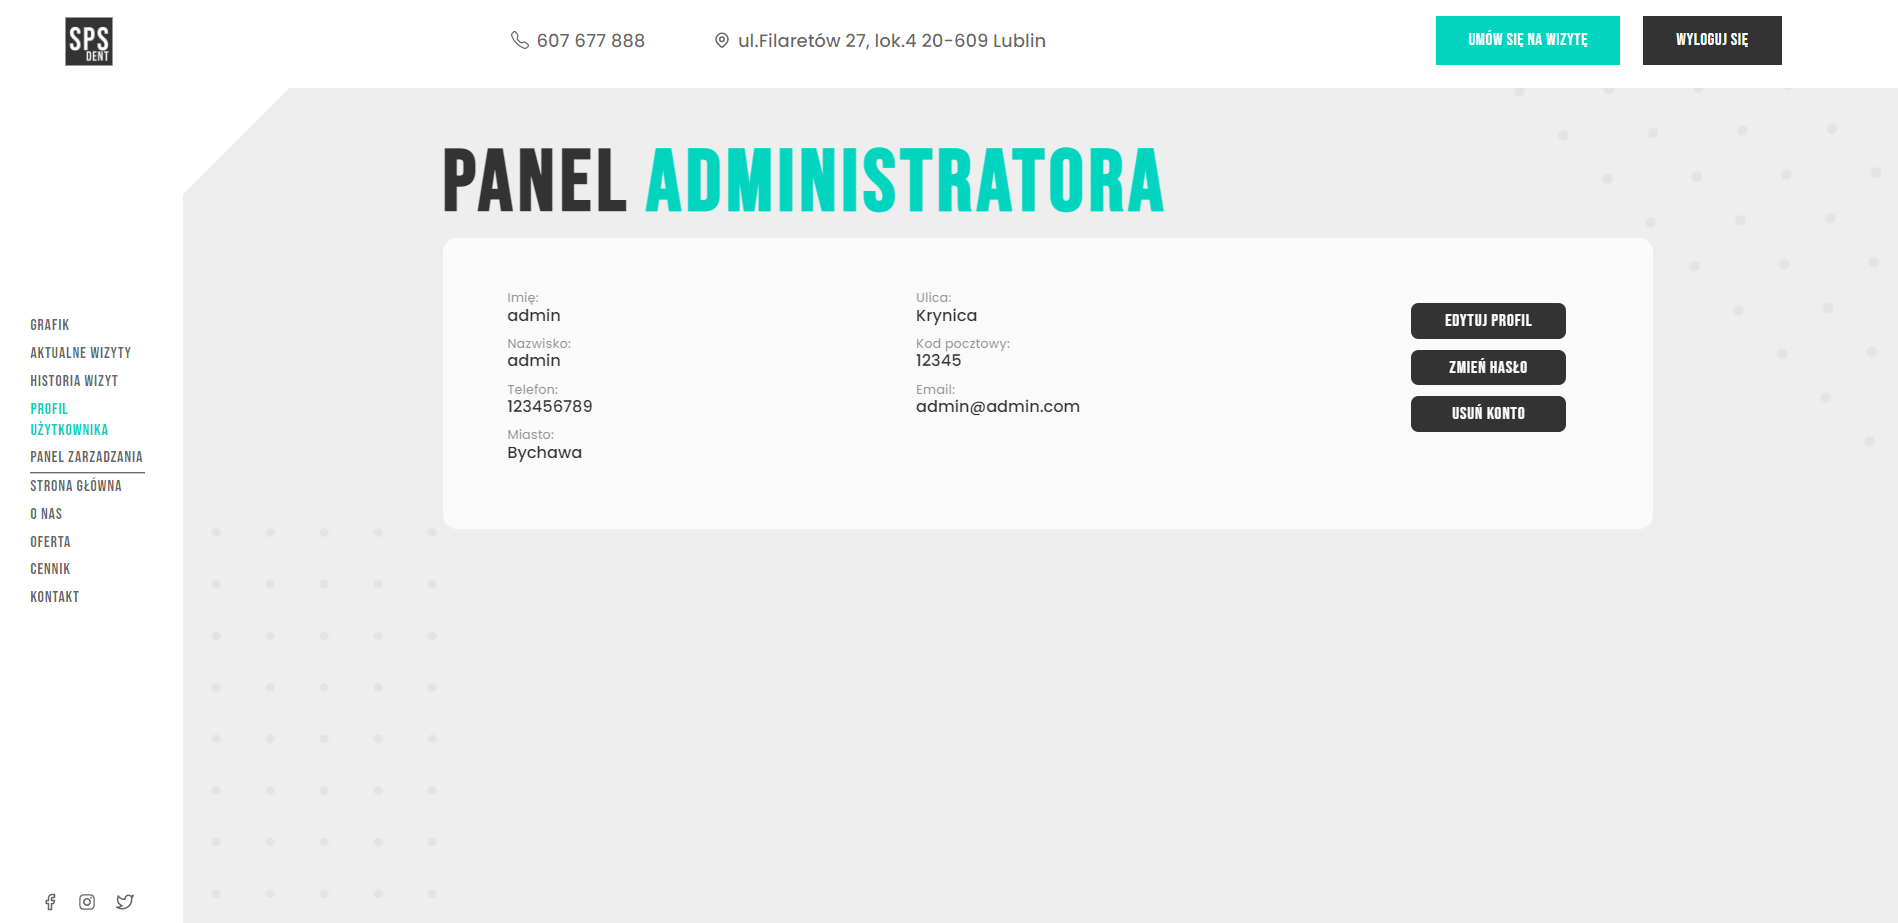 SPS
DENT
607 677 888
ul.Filaretów 27, lok.4 20-609 Lublin
UMÓW SIĘ NA WIZYTĘ
WYLOGUJ SIĘ
GRAFIK
AKTUALNE WIZYTY
HISTORIA WIZYT
PROFIL
UŻYTKOWNIKA
PANEL ZARZADZANIA
STRONA GŁÓWNA
O NAS
OFERTA
CENNIK
KONTAKT
PANEL ADMINISTRATORA
Imię:
admin
Nazwisko:
admin
Telefon:
123456789
Miasto:
Bychawa
Ulica:
Krynica
Kod pocztowy:
12345
Email:
admin@admin.com
EDYTUJ PROFIL
ZMIEŃ HASŁO
USUŃ KONTO